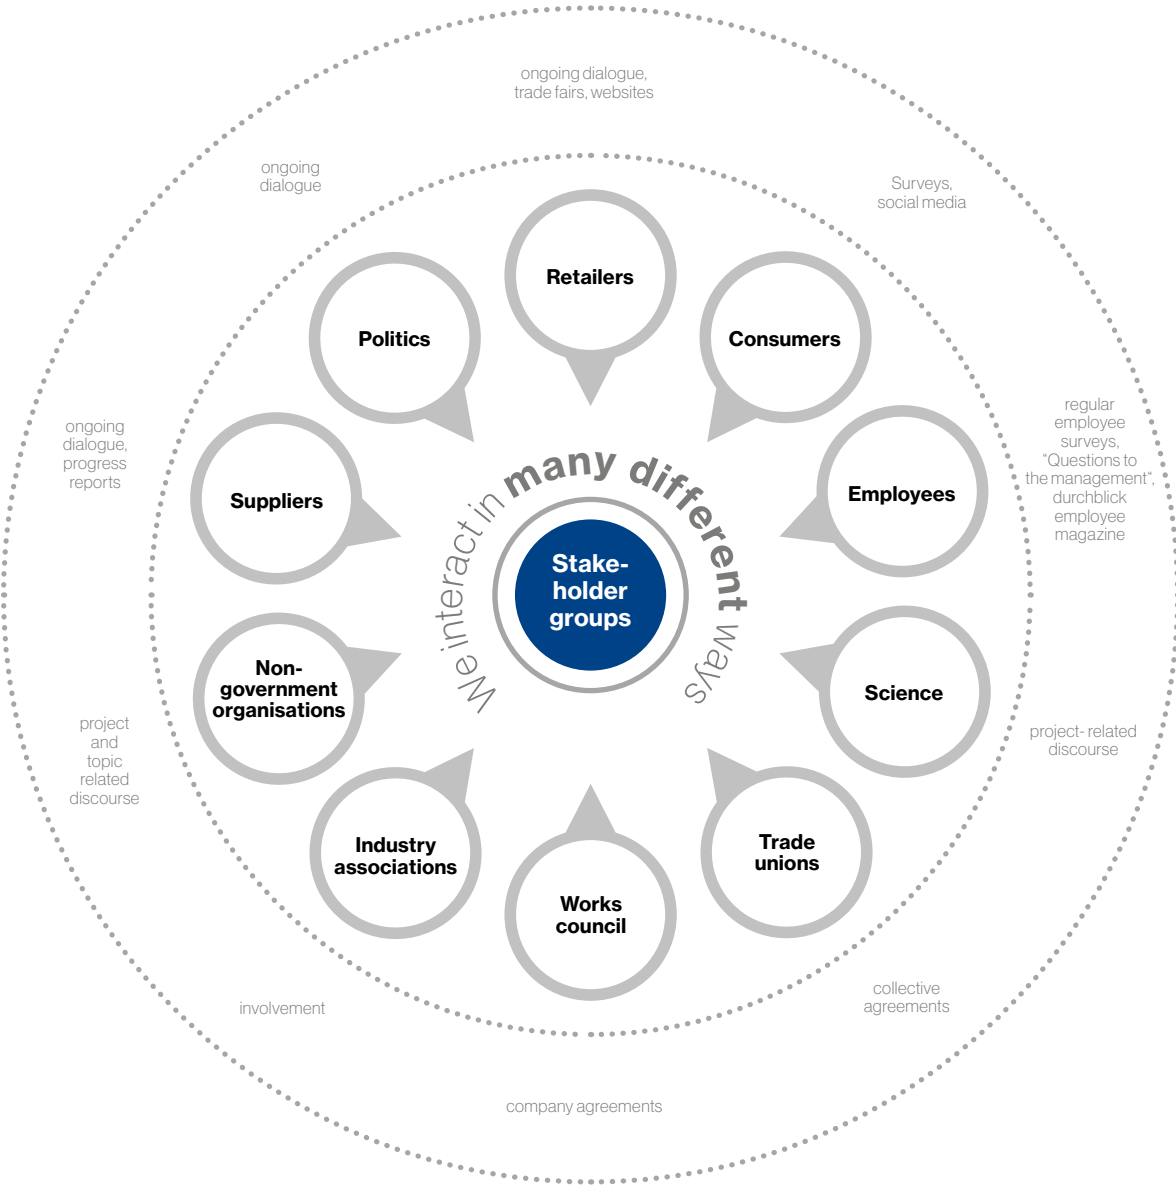 ongoing dialogue,
trade fairs, websites
ongoing
dialogue
Surveys,
social media
Retailers
Politics
Consumers
regular
employee
surveys,
“Questions to
the management“,
durchblick
employee
magazine
ongoing
dialogue,
progress
reports
Suppliers
Employees
We interact in many different ways
Stake-
holder
groups
Non-
government
organisations
Science
project
and
topic
related
discourse
project- related
discourse
Industry
associations
Trade
unions
Works
council
involvement
collective
agreements
company agreements